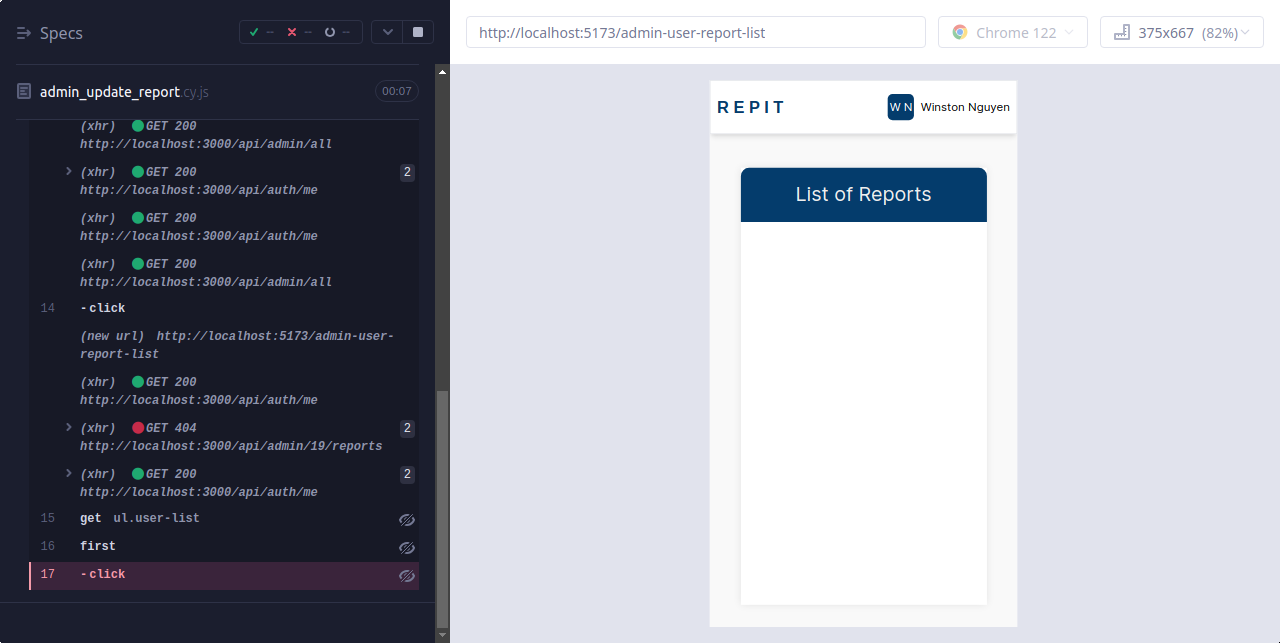 Specs
-- -- --
admin_update_report.cy.js 00:07
(xhr) GET 200
http://localhost:3000/api/admin/all
(xhr) GET 200 2
http://localhost:3000/api/auth/me
(xhr) GET 200
http://localhost:3000/api/auth/me
(xhr) GET 200
http://localhost:3000/api/admin/all
14 -click
(new url) http://localhost:5173/admin-user-
report-list
(xhr) GET 200
http://localhost:3000/api/auth/me
(xhr) GET 404 2
http://localhost:3000/api/admin/19/reports
(xhr) GET 200 2
http://localhost:3000/api/auth/me
15 get ul.user-list
16 first
17 -click
http://localhost:5173/admin-user-report-list
Chrome 122
375x667 (82%)
REPIT
W N Winston Nguyen
List of Reports